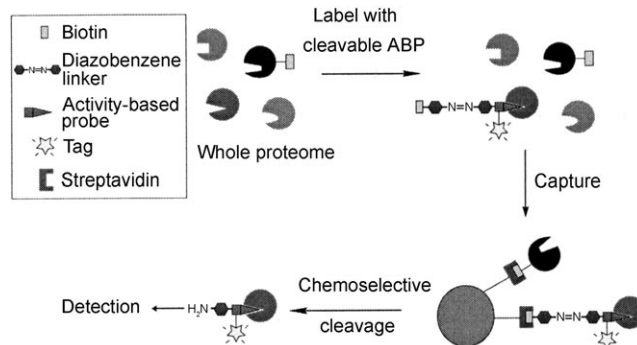 Biotin
N=N
Diazobenzene
linker
Activity-based
probe
Tag
Streptavidin
Whole proteome
Label with
cleavable ABP
N=N
Capture
N=N
Chemoselective
cleavage
H₂N
Detection